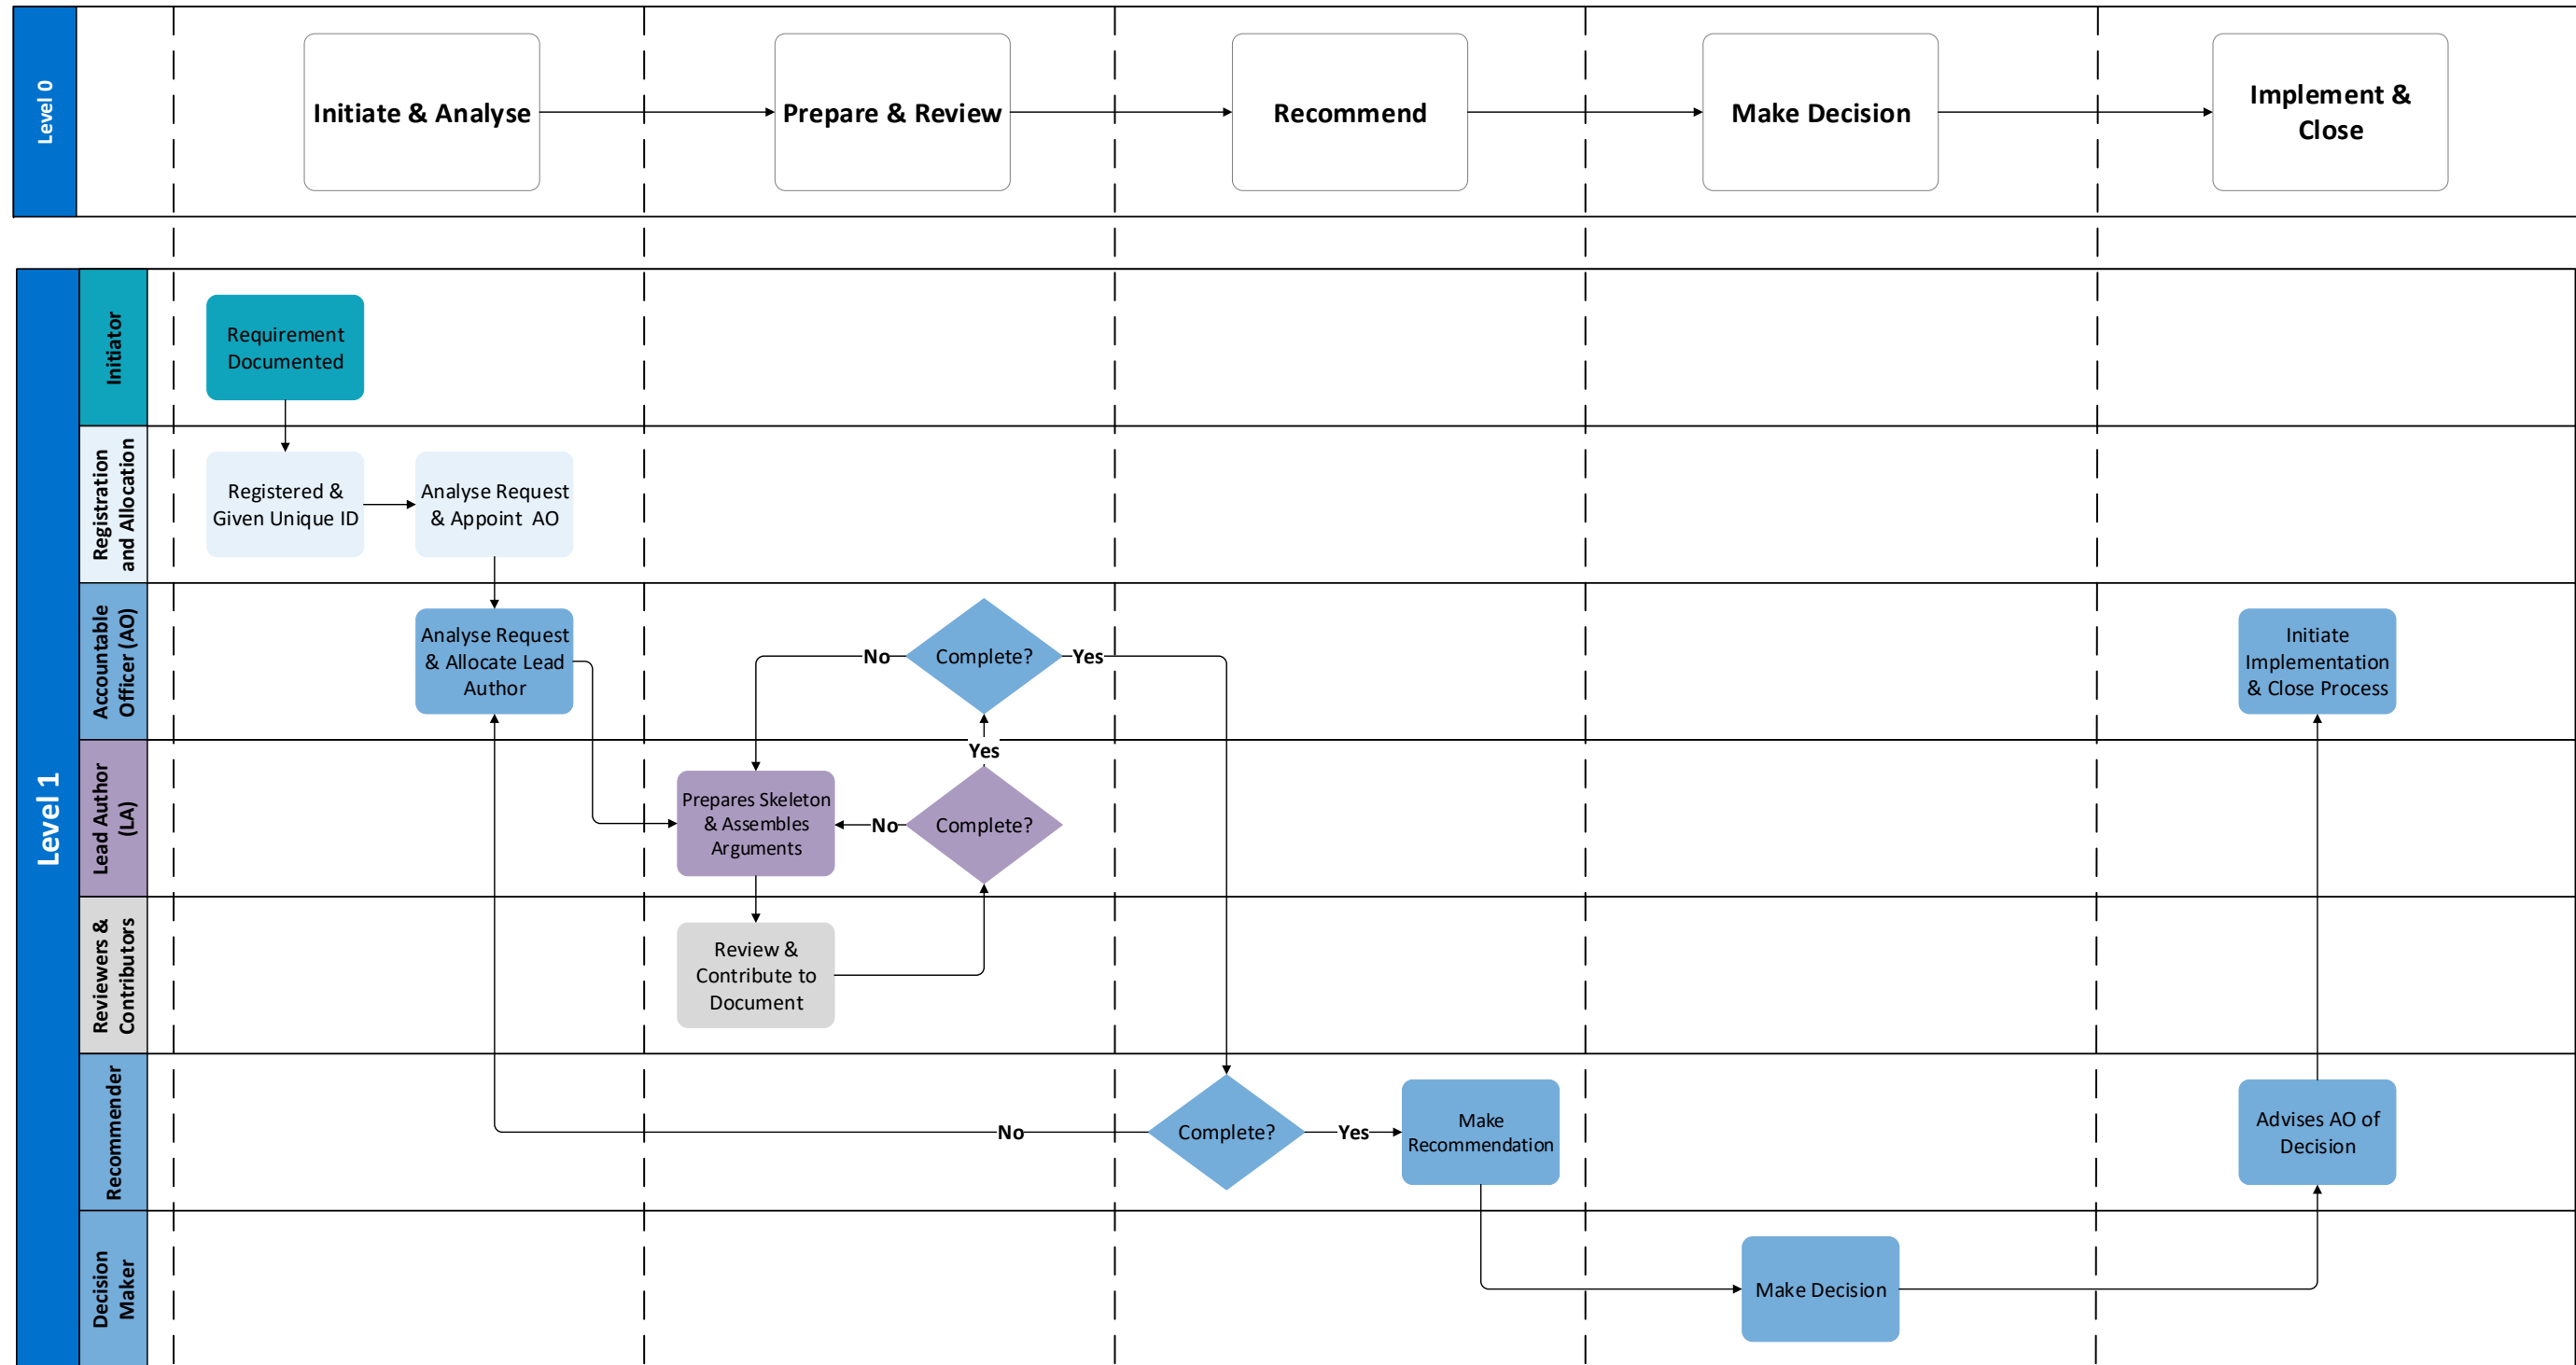 Level 0
Initiate & Analyse
Prepare & Review
Recommend
Make Decision
Implement &
Close
Level 1
Initiator
Requirement
Documented
Registration
and Allocation
Registered &
Given Unique ID
Analyse Request
& Appoint  AO
Accountable
Officer (AO)
Analyse Request
& Allocate Lead
Author
No
Complete?
Yes
Initiate
Implementation
& Close Process
Lead Author
(LA)
Yes
Prepares Skeleton
& Assembles
Arguments
No
Complete?
Reviewers &
Contributors
Review &
Contribute to
Document
Recommender
No
Complete?
Yes
Make
Recommendation
Advises AO of
Decision
Decision
Maker
Make Decision